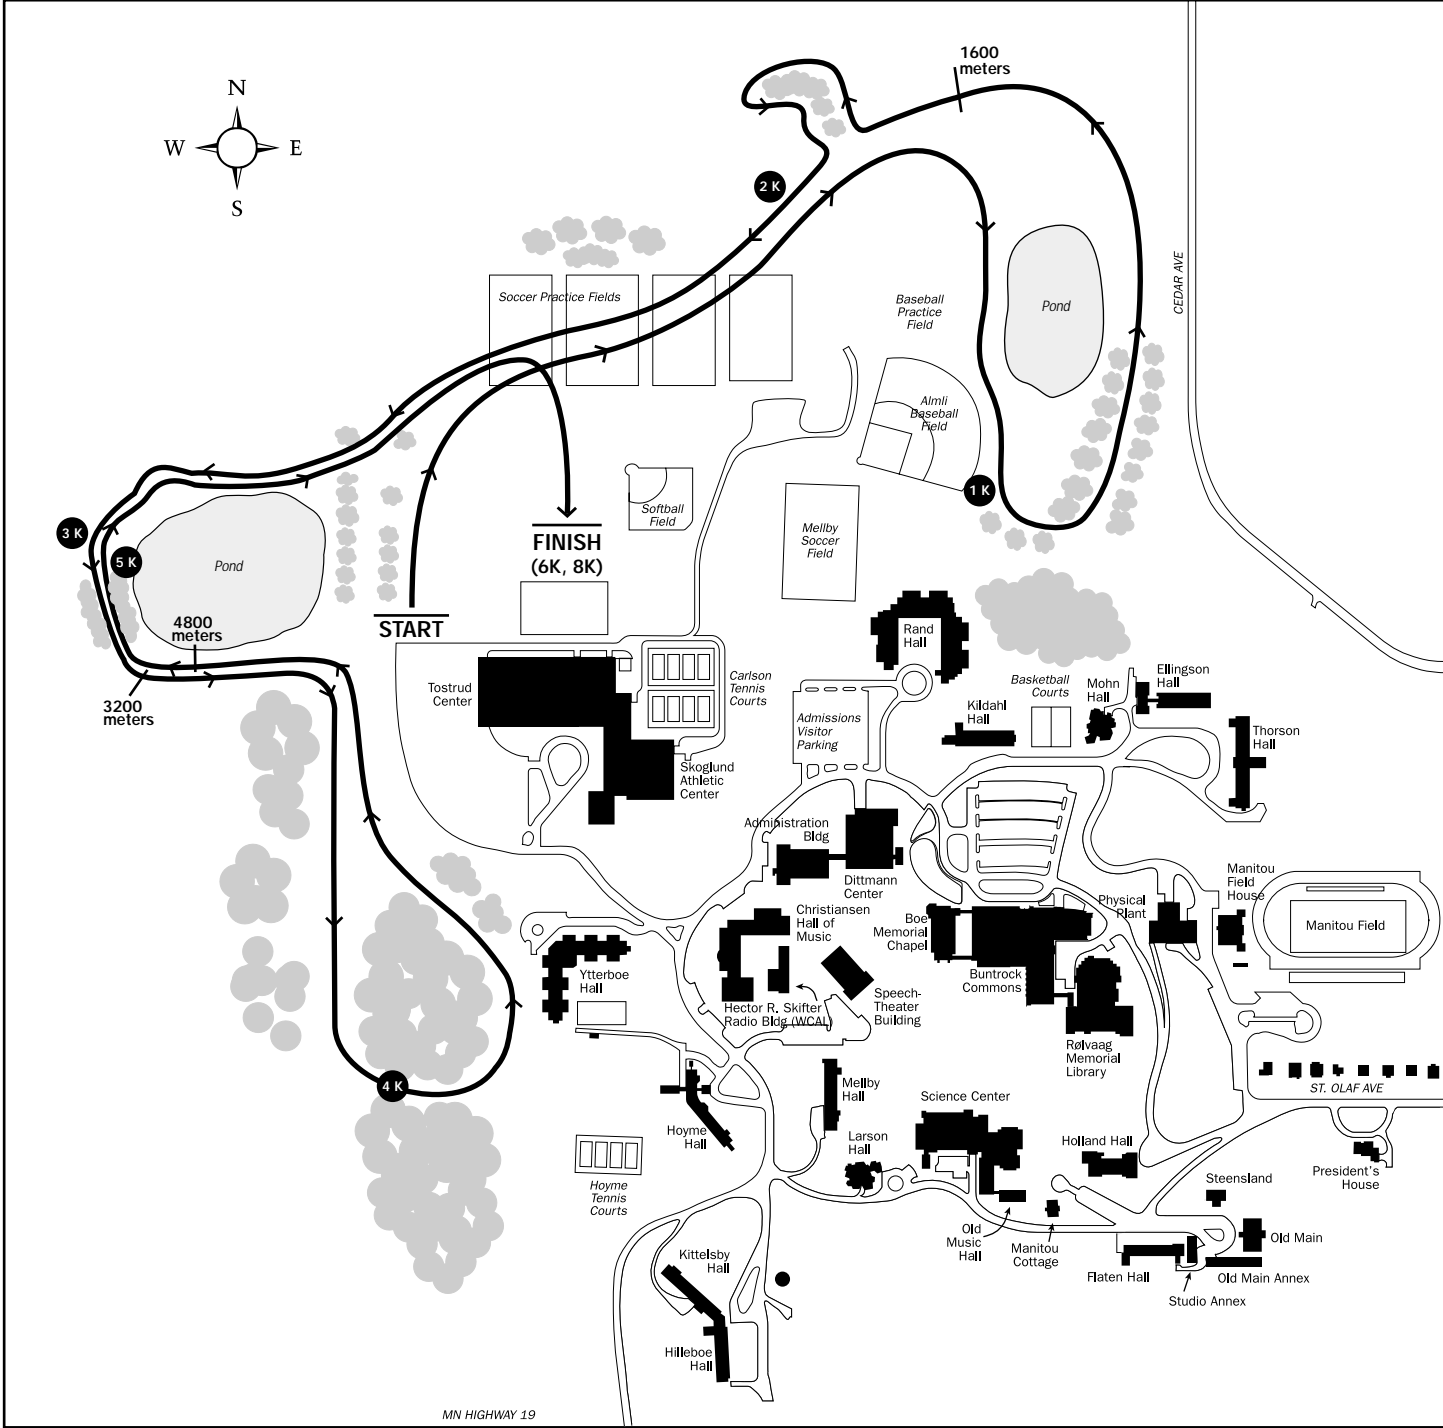 1600
meters
N
W
E
S
2 K
CEDAR AVE
Soccer Practice Fields
Baseball
Practice
Field
Pond
Almli
Baseball
Field
1 K
Softball
Field
Mellby
Soccer
Field
3 K
5 K
Pond
FINISH
(6K, 8K)
4800
meters
START
3200
meters
Rand
Hall
Tostrud
Center
Carlson
Tennis
Courts
Basketball
Courts
Mohn
Hall
Ellingson
Hall
Kildahl
Hall
Admissions
Visitor
Parking
Thorson
Hall
Skoglund
Athletic
Center
Administration
Bldg
Dittmann
Center
Manitou
Field
House
Physical
Plant
Christiansen
Hall of
Music
Boe
Memorial
Chapel
Manitou Field
Ytterboe
Hall
Buntrock
Commons
Speech-
Theater
Building
Hector R. Skifter
Radio Bldg (WCAL)
Rølvaag
Memorial
Library
4 K
Mellby
Hall
Science Center
ST. OLAF AVE
Hoyme
Hall
Larson
Hall
Holland Hall
President's
House
Steensland
Hoyme
Tennis
Courts
Old
Music
Hall
Manitou
Cottage
Old Main
Kittelsby
Hall
Flaten Hall
Old Main Annex
Studio Annex
Hilleboe
Hall
MN HIGHWAY 19